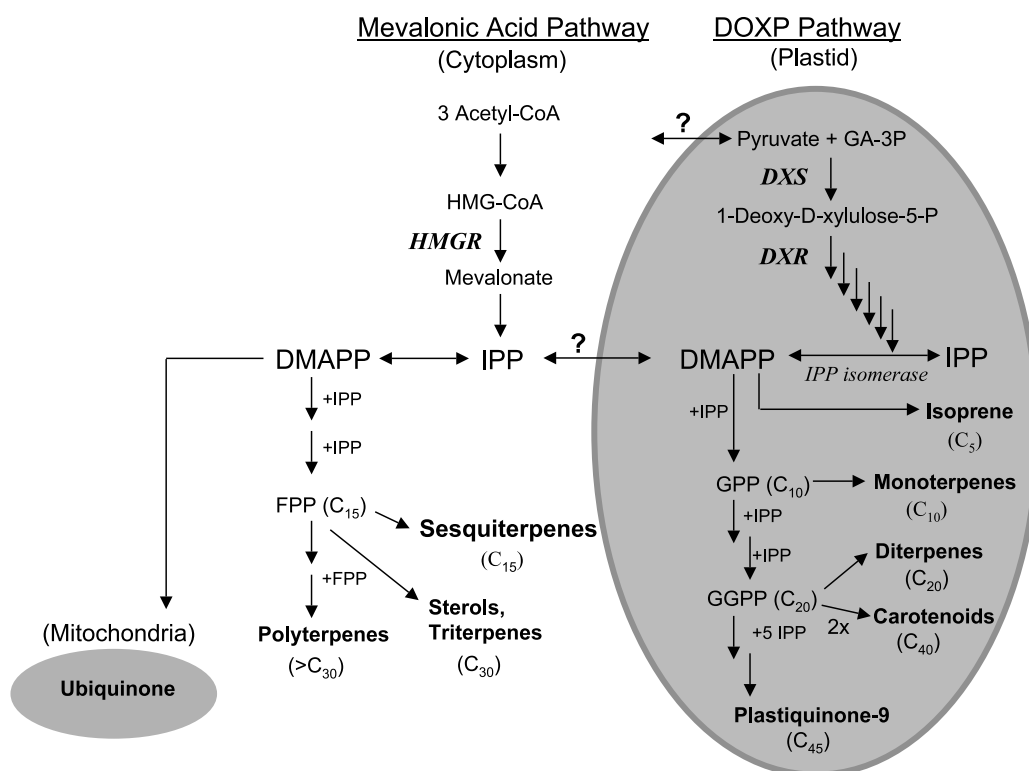 Mevalonic Acid Pathway
(Cytoplasm)
3 Acetyl-CoA
HMG-CoA
HMGR
Mevalonate
DMAPP
IPP
?
+IPP
+IPP
FPP (C15)
Sesquiterpenes
(C15)
+FPP
Polyterpenes
(>C30)
Sterols,
Triterpenes
(C30)
(Mitochondria)
Ubiquinone
DOXP Pathway
(Plastid)
?
Pyruvate + GA-3P
DXS
1-Deoxy-D-xylulose-5-P
DXR
DMAPP
IPP isomerase
IPP
+IPP
Isoprene
(C5)
GPP (C10)
Monoterpenes
(C10)
+IPP
+IPP
GGPP (C20)
Diterpenes
(C20)
2x
Carotenoids
(C40)
+5 IPP
Plastiquinone-9
(C45)